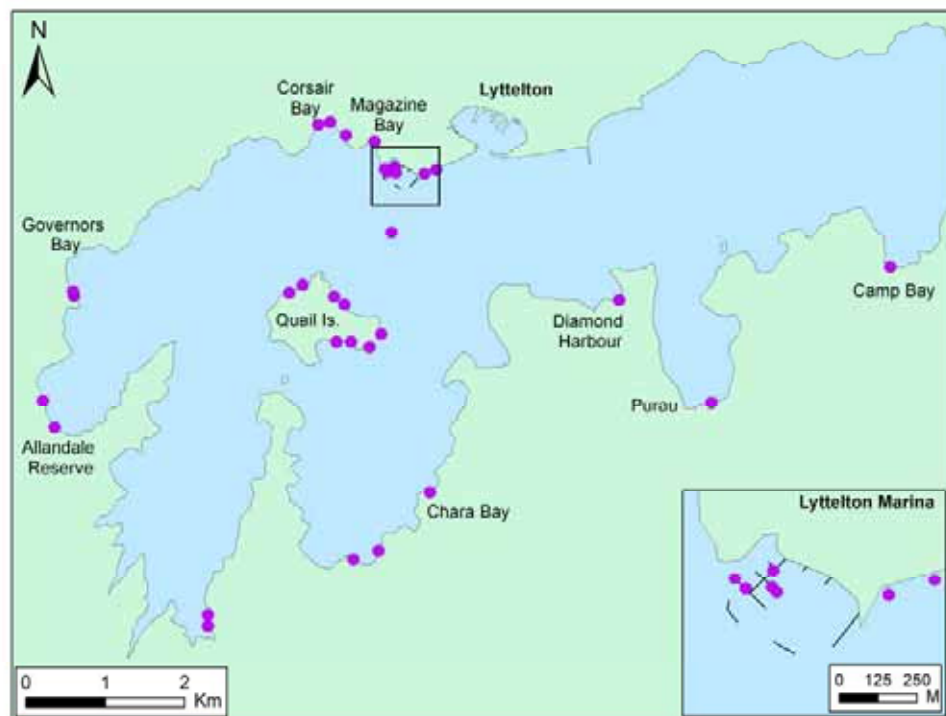 N
Corsair
Bay
Magazine
Bay
Lyttelton
Governors
Bay
Quail Is.
Diamond
Harbour
Camp Bay
Purau
Allandale
Reserve
Chara Bay
Lyttelton Marina
0 1 2
Km
0 125 250
M